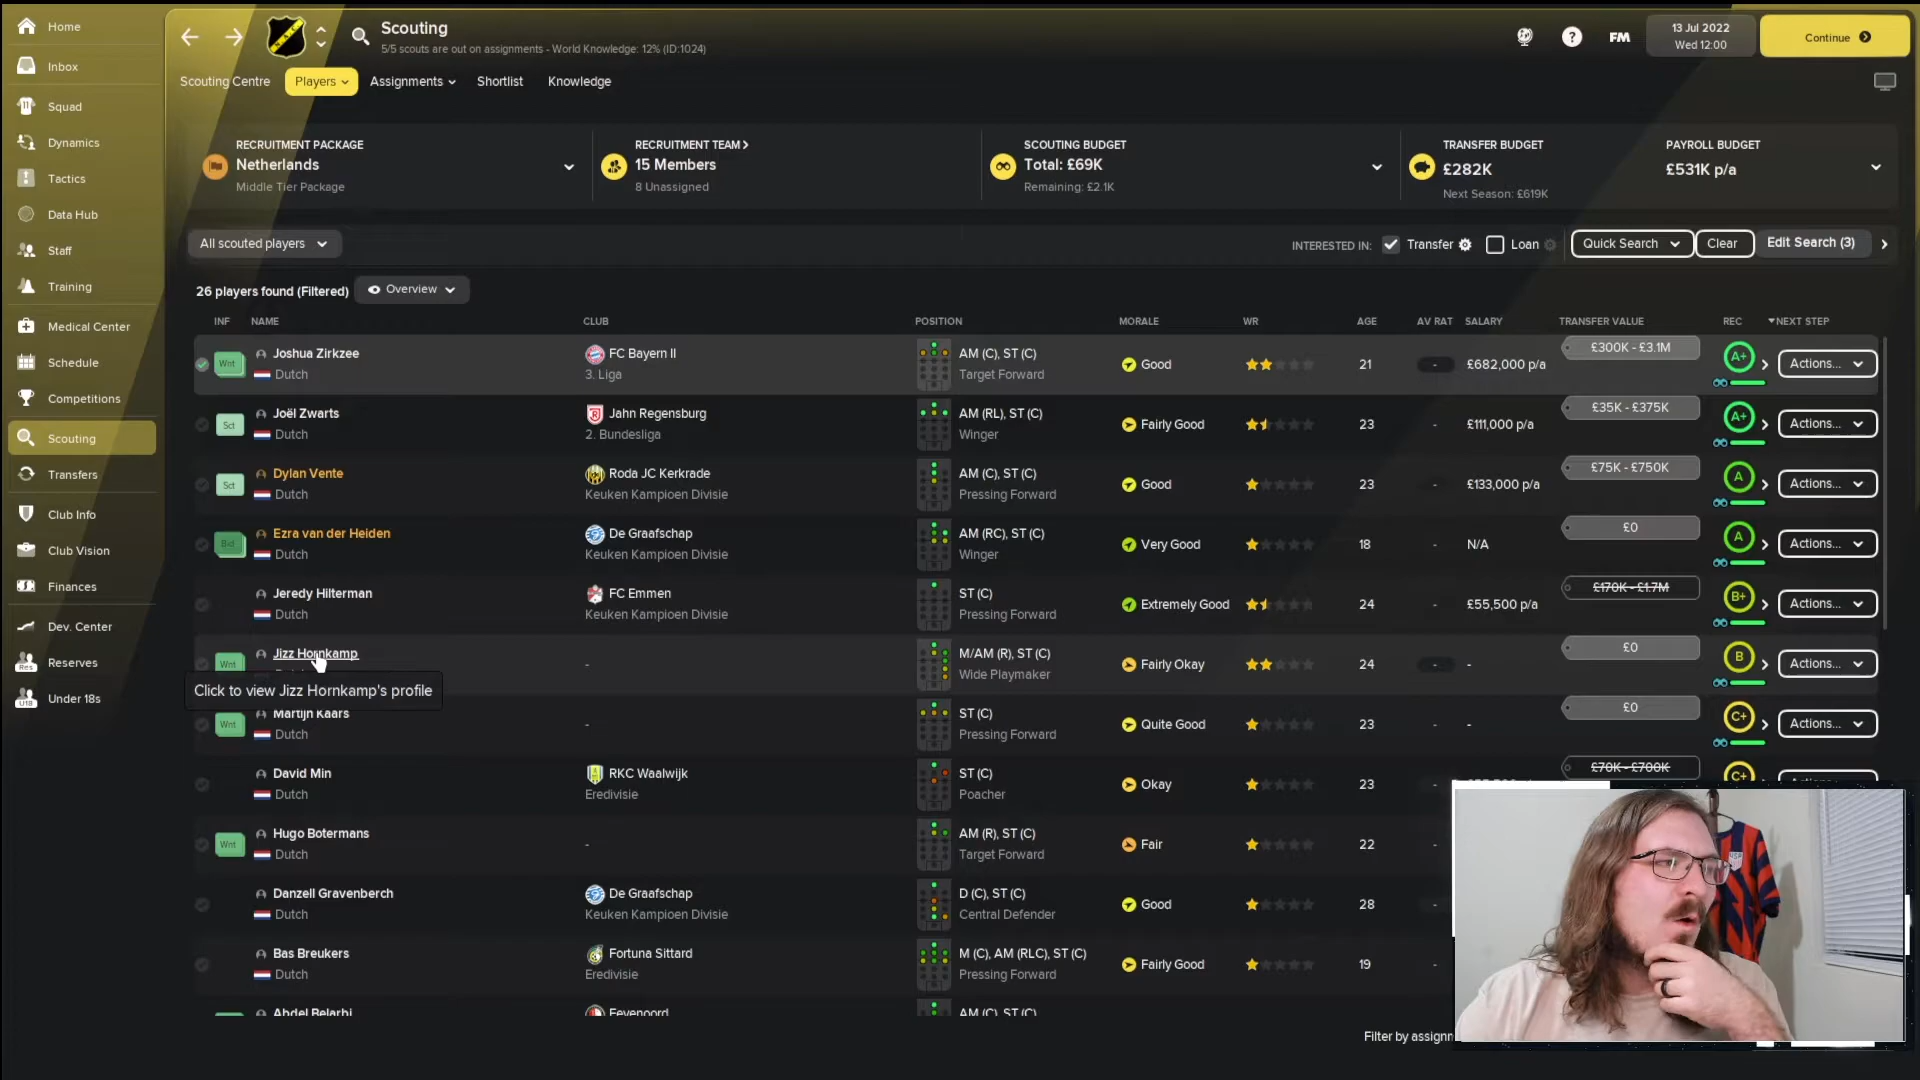 Home
Inbox
Squad
Dynamics
Tactics
Data Hub
Staff
Training
Medical Center
Schedule
Competitions
Scouting
Transfers
Club Info
Club Vision
Finances
Dev. Center
Reserves
Under 18s
Scouting
5/5 scouts are out on assignments - World Knowledge: 12% (ID:1024)
FM
13 Jul 2022
Wed 12:00
Continue
Scouting Centre Players Assignments Shortlist Knowledge
RECRUITMENT PACKAGE
Netherlands
Middle Tier Package
RECRUITMENT TEAM
15 Members
8 Unassigned
SCOUTING BUDGET
Total: £69K
Remaining: £2.1K
TRANSFER BUDGET
£282K
Next Season: £619K
PAYROLL BUDGET
£531K p/a
All scouted players
INTERESTED IN: Transfer Loan Quick Search Clear Edit Search (3)
26 players found (Filtered) Overview
INF NAME CLUB POSITION MORALE WR AGE AV RAT SALARY TRANSFER VALUE REC NEXT STEP
Wnt Joshua Zirkzee FC Bayern II AM (C), ST (C) Good 21 - £682,000 p/a £300K - £3.1M A+ Actions...
Dutch 3. Liga Target Forward
Sct Joël Zwarts Jahn Regensburg AM (RL), ST (C) Fairly Good 23 - £111,000 p/a £35K - £375K A+ Actions...
Dutch 2. Bundesliga Winger
Sct Dylan Vente Roda JC Kerkrade AM (C), ST (C) Good 23 - £133,000 p/a £75K - £750K A Actions...
Dutch Keuken Kampioen Divisie Pressing Forward
Bid Ezra van der Heiden De Graafschap AM (RC), ST (C) Very Good 18 - N/A £0 A Actions...
Dutch Keuken Kampioen Divisie Winger
Jeredy Hilterman FC Emmen ST (C) Extremely Good 24 - £55,500 p/a £170K - £1.7M B+ Actions...
Dutch Keuken Kampioen Divisie Pressing Forward
Wnt Jizz Hornkamp - M/AM (R), ST (C) Fairly Okay 24 - - £0 B Actions...
Wide Playmaker
Click to view Jizz Hornkamp's profile
Wnt Martijn Kaars - ST (C) Quite Good 23 - - £0 C+ Actions...
Dutch Pressing Forward
David Min RKC Waalwijk ST (C) Okay 23 - £70K - £700K C+
Dutch Eredivisie Poacher
Wnt Hugo Botermans - AM (R), ST (C) Fair 22 -
Dutch Target Forward
Danzell Gravenberch De Graafschap D (C), ST (C) Good 28 -
Dutch Keuken Kampioen Divisie Central Defender
Bas Breukers Fortuna Sittard M (C), AM (RLC), ST (C) Fairly Good 19 -
Dutch Eredivisie Pressing Forward
Abdel Belarbi Feyenoord AM (C), ST (C)
Filter by